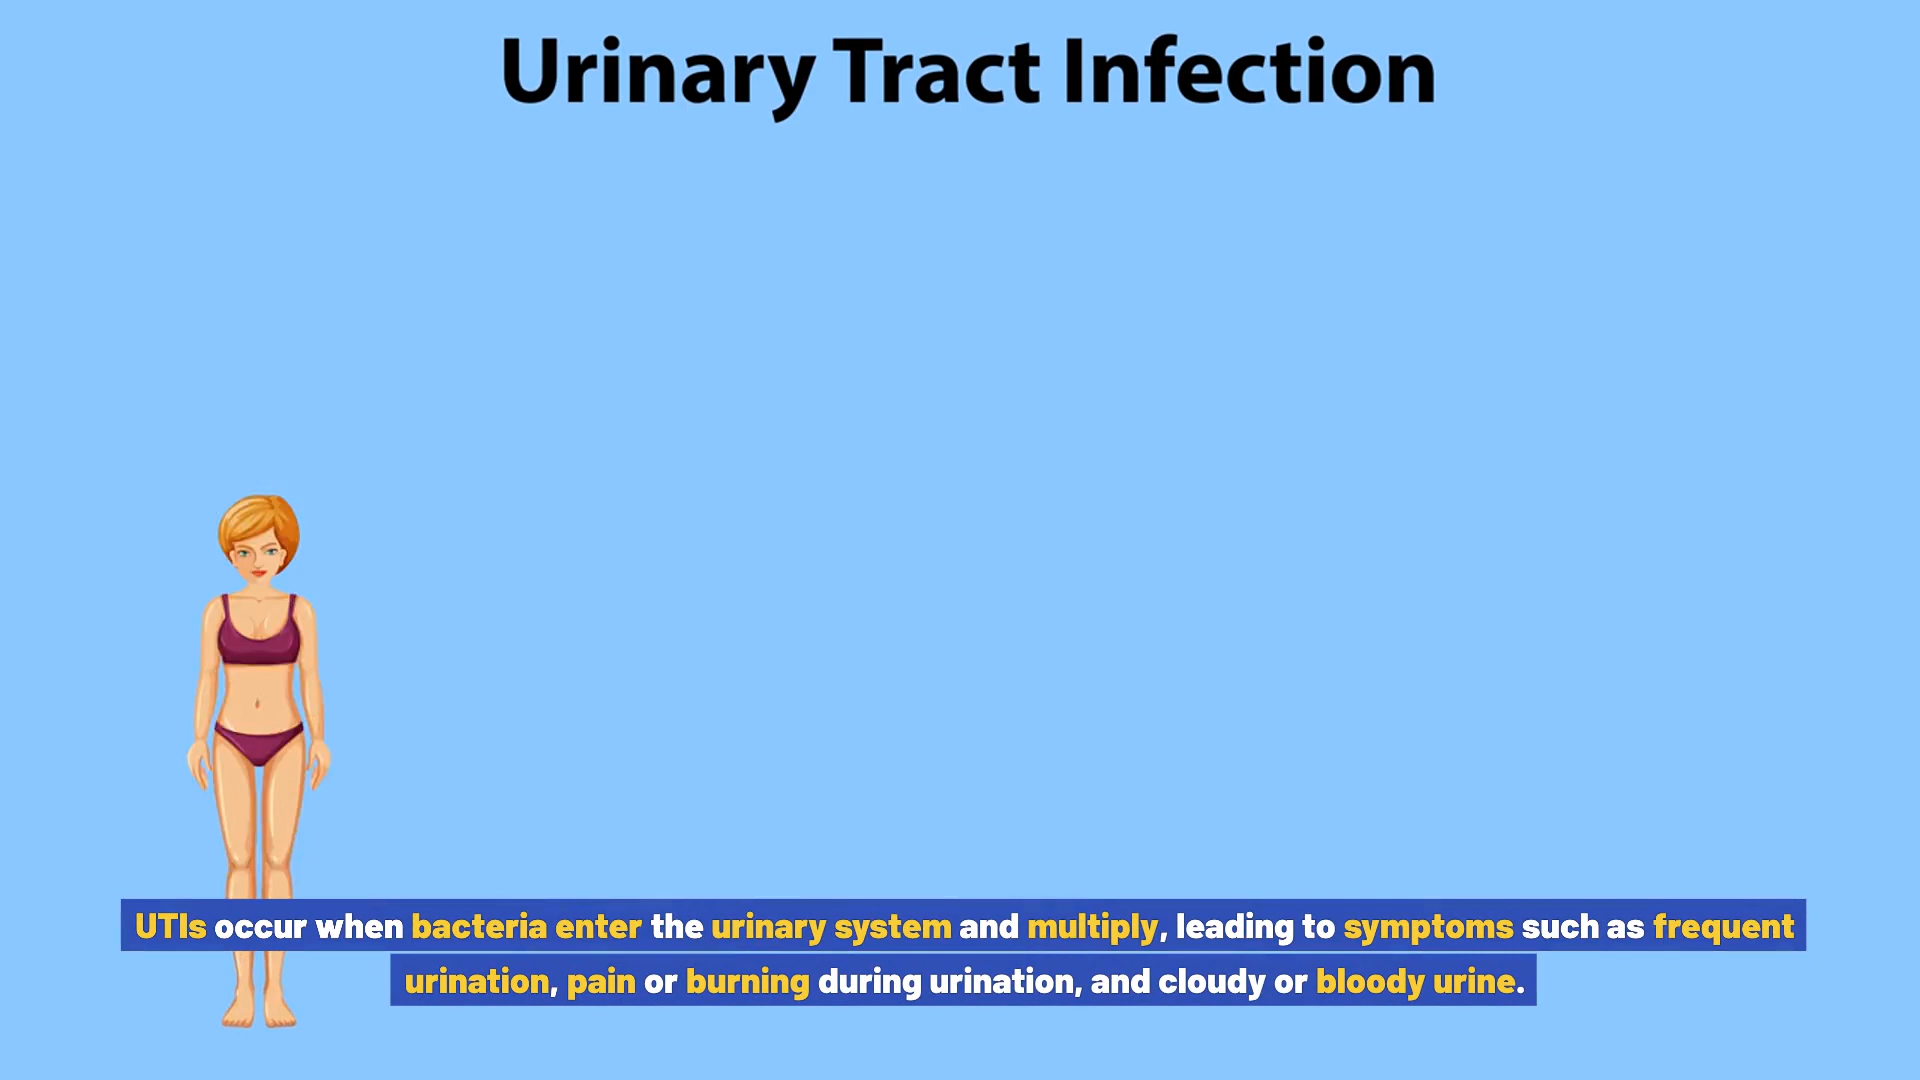 Urinary Tract Infection
UTIs occur when bacteria enter the urinary system and multiply, leading to symptoms such as frequent
urination, pain or burning during urination, and cloudy or bloody urine.